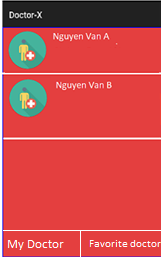 Doctor-X
Nguyen Van A
Nguyen Van B
My Doctor
Favorite doctor